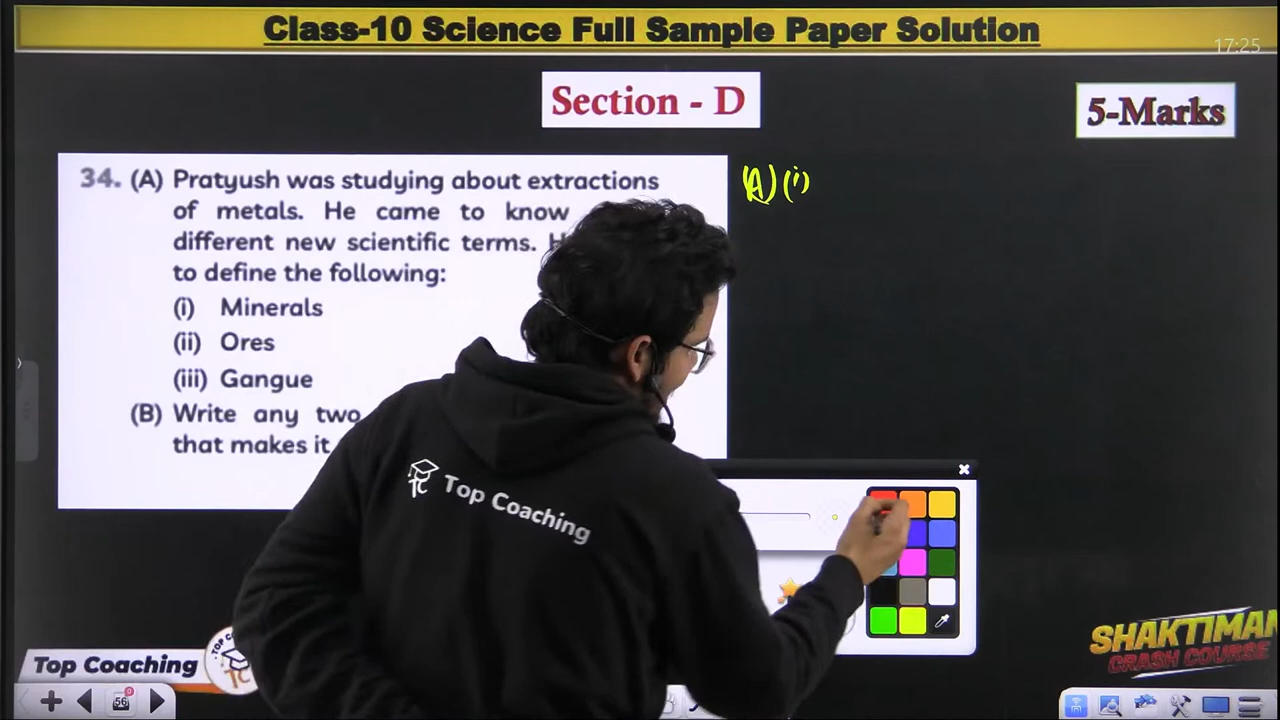 Class-10 Science Full Sample Paper Solution
17:25
Section - D
5-Marks
34. (A) Pratyush was studying about extractions
of metals. He came to know
different new scientific terms.
to define the following:
(i) Minerals
(ii) Ores
(iii) Gangue
(B) Write any two
that makes it
(A) (i)
Top Coaching
TC
Top Coaching
TC
56
SHAKTIMAN
CRASH COURSE